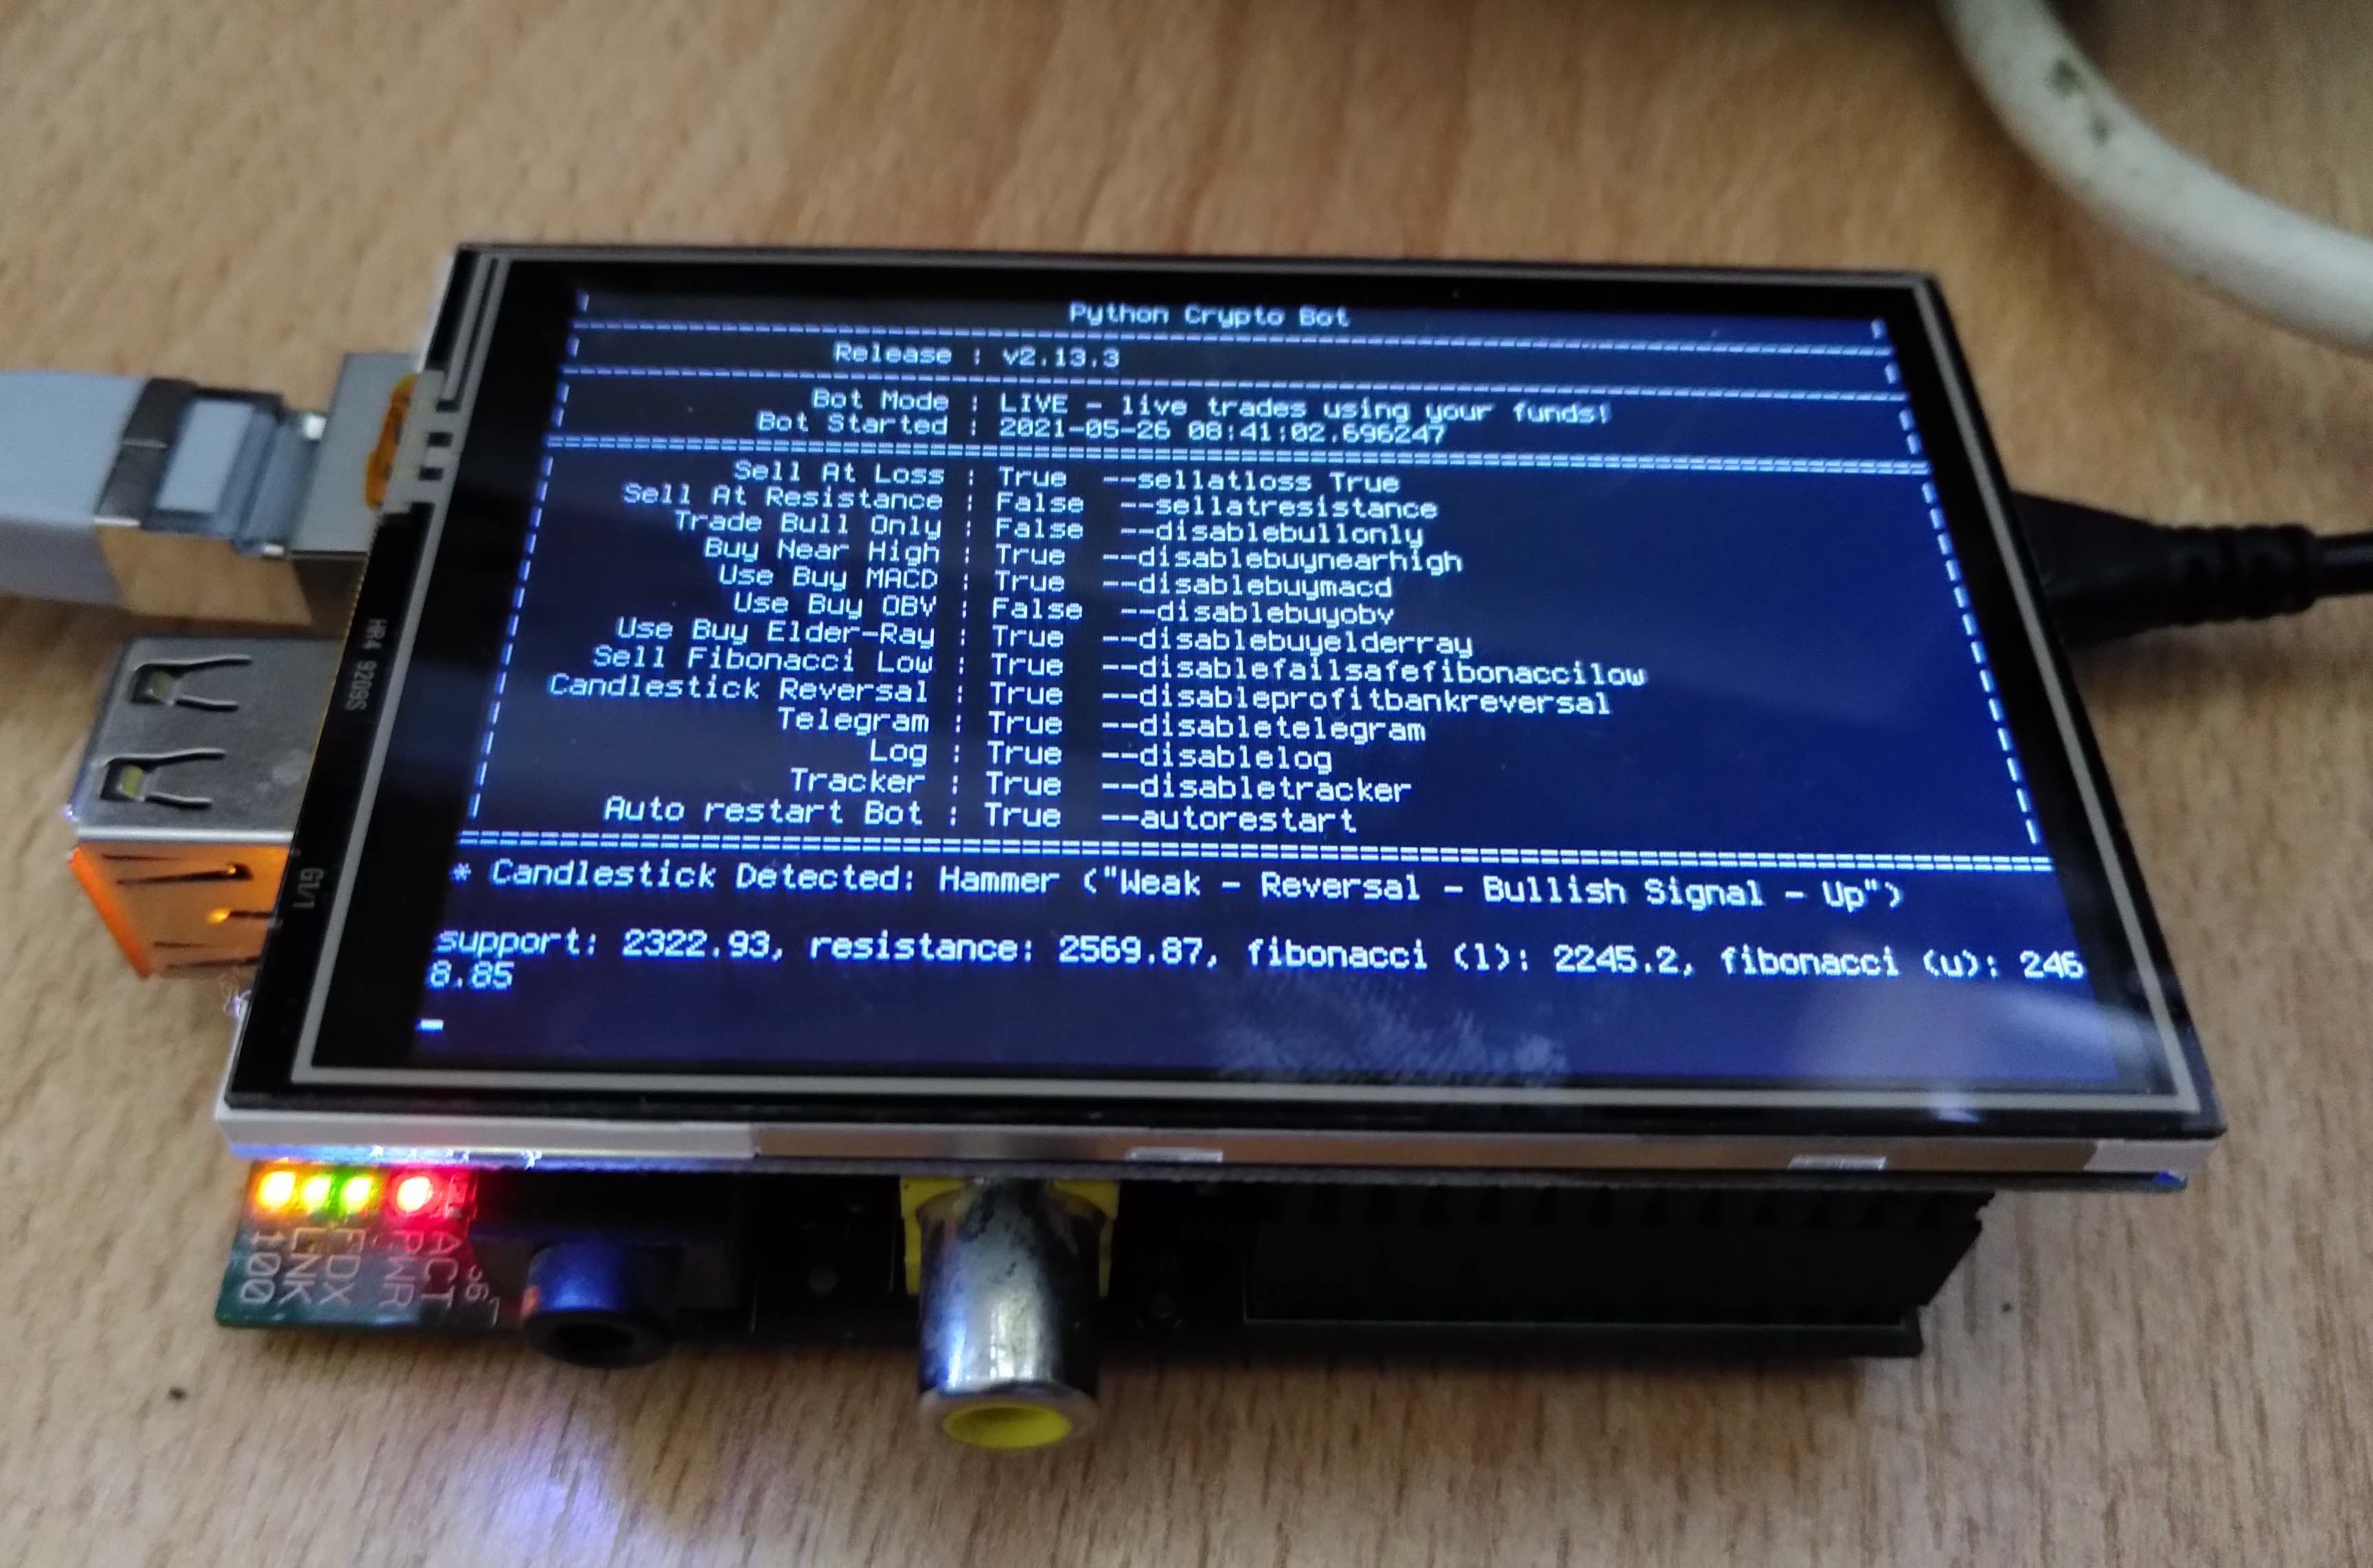 Python Crypto Bot
Release : v2.13.3
Bot Mode : LIVE - live trades using your funds!
Bot Started : 2021-05-26 08:41:02.696247
Sell At Loss : True --sellatloss True
Sell At Resistance : False --sellatresistance
Trade Bull Only : False --disablebullonly
Buy Near High : True --disablebuynearhigh
Use Buy MACD : True --disablebuymacd
Use Buy OBV : False --disablebuyobv
Use Buy Elder-Ray : True --disablebuyelderray
Sell Fibonacci Low : True --disablefailsafefibonaccilow
Candlestick Reversal : True --disableprofitbankreversal
Telegram : True --disabletelegram
Log : True --disablelog
Tracker : True --disabletracker
Auto restart Bot : True --autorestart
* Candlestick Detected: Hammer ("Weak - Reversal - Bullish Signal - Up")
support: 2322.93, resistance: 2569.87, fibonacci (l): 2245.2, fibonacci (u): 246
8.85
HR4 9209S
G1/1
100
LNK
FDX
PWR
ACT